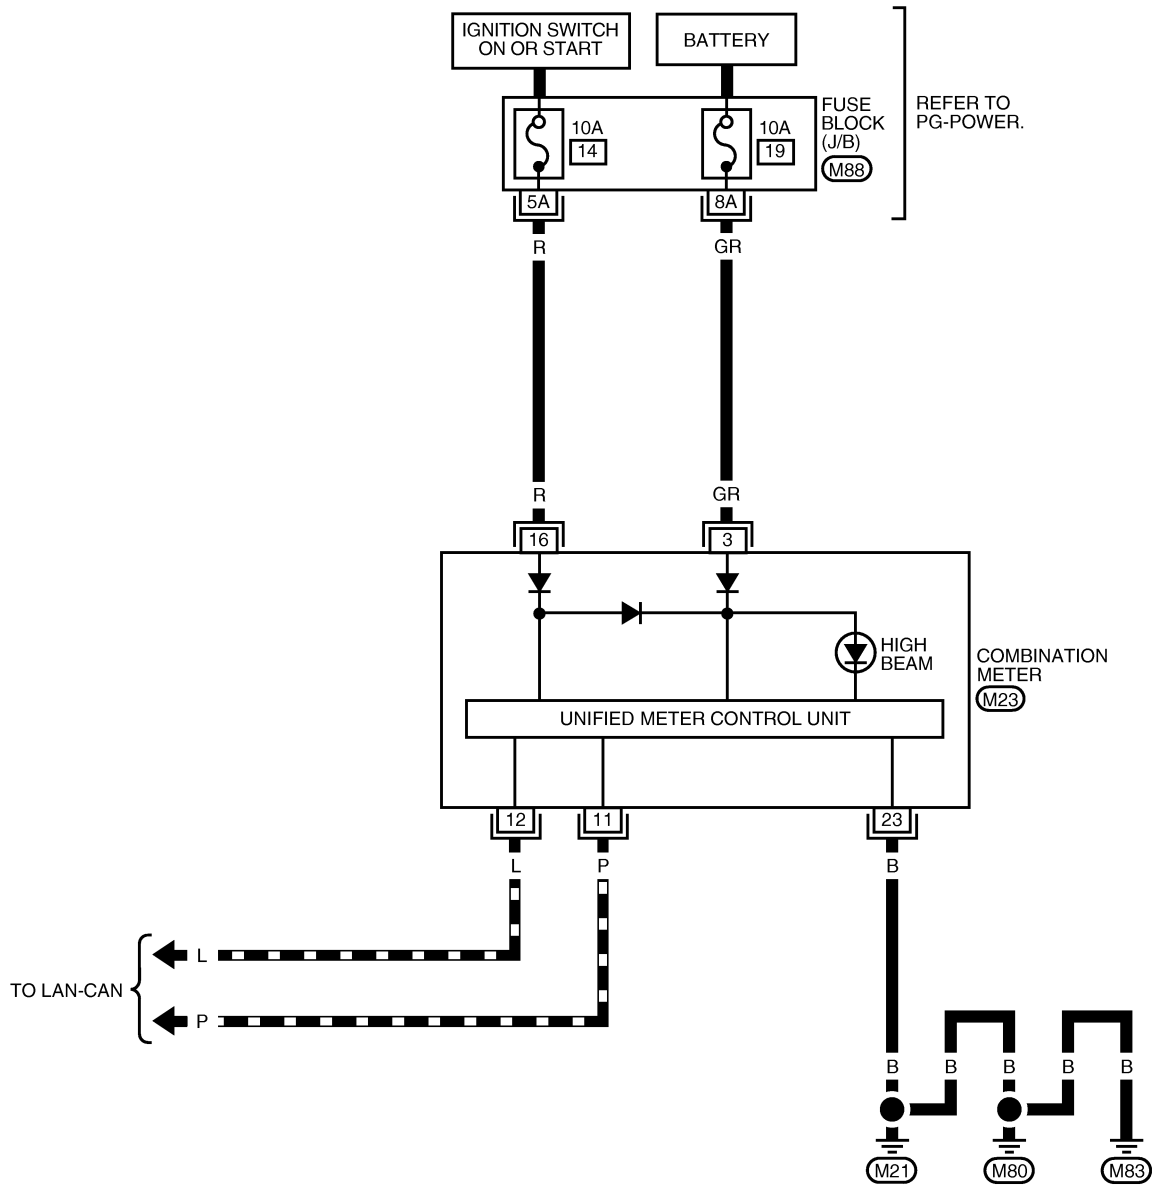 IGNITION SWITCH
ON OR START
BATTERY
10A
14
10A
19
FUSE
BLOCK
(J/B)
M88
REFER TO
PG-POWER.
5A
8A
R
GR
R
GR
16
3
HIGH
BEAM
COMBINATION
METER
M23
UNIFIED METER CONTROL UNIT
12
11
23
L
P
B
L
TO LAN-CAN
P
B
B
B
B
B
M21
M80
M83